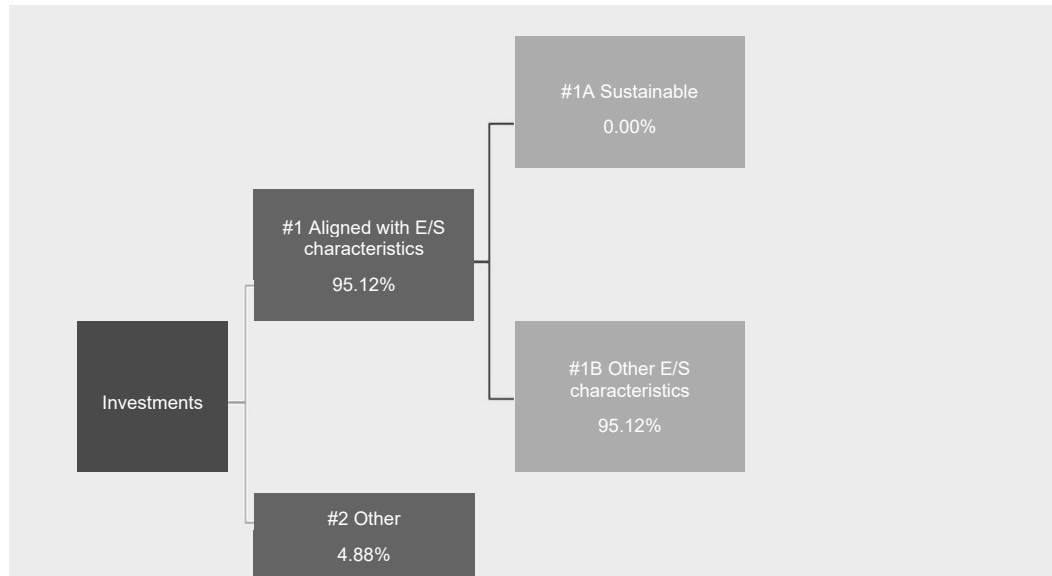 #1A Sustainable
0.00%
#1 Aligned with E/S
characteristics
95.12%
#1B Other E/S
characteristics
95.12%
Investments
#2 Other
4.88%